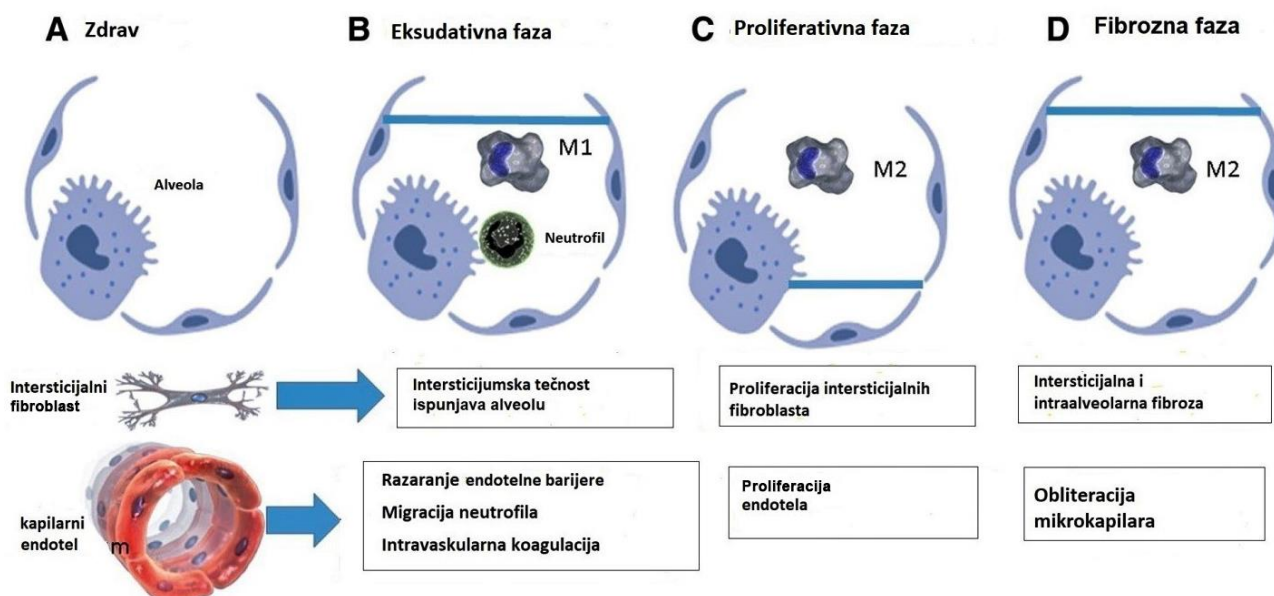 A Zdrav
B Eksudativna faza
C Proliferativna faza
D Fibrozna faza
Alveola
M1
Neutrofil
M2
M2
Intersticijalni
fibroblast
Intersticijumska tečnost
ispunjava alveolu
Proliferacija intersticijalnih
fibroblasta
Intersticijalna i
intraalveolarna fibroza
kapilarni
endotel
m
Razaranje endotelne barijere
Migracija neutrofila
Intravaskularna koagulacija
Proliferacija
endotela
Obliteracija
mikrokapilara